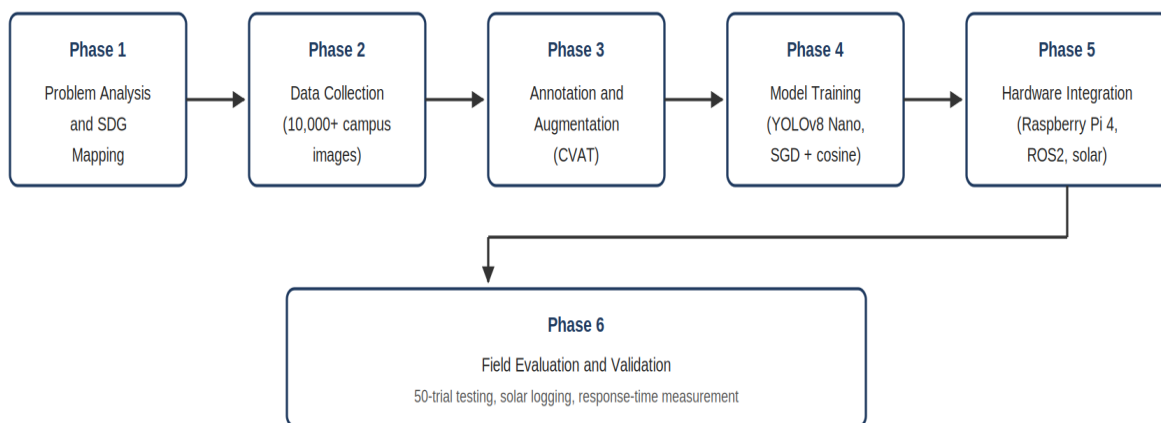 Phase 1
Problem Analysis
and SDG
Mapping
Phase 2
Data Collection
(10,000+ campus
images)
Phase 3
Annotation and
Augmentation
(CVAT)
Phase 4
Model Training
(YOLOv8 Nano,
SGD + cosine)
Phase 5
Hardware Integration
(Raspberry Pi 4,
ROS2, solar)
Phase 6
Field Evaluation and Validation
50-trial testing, solar logging, response-time measurement